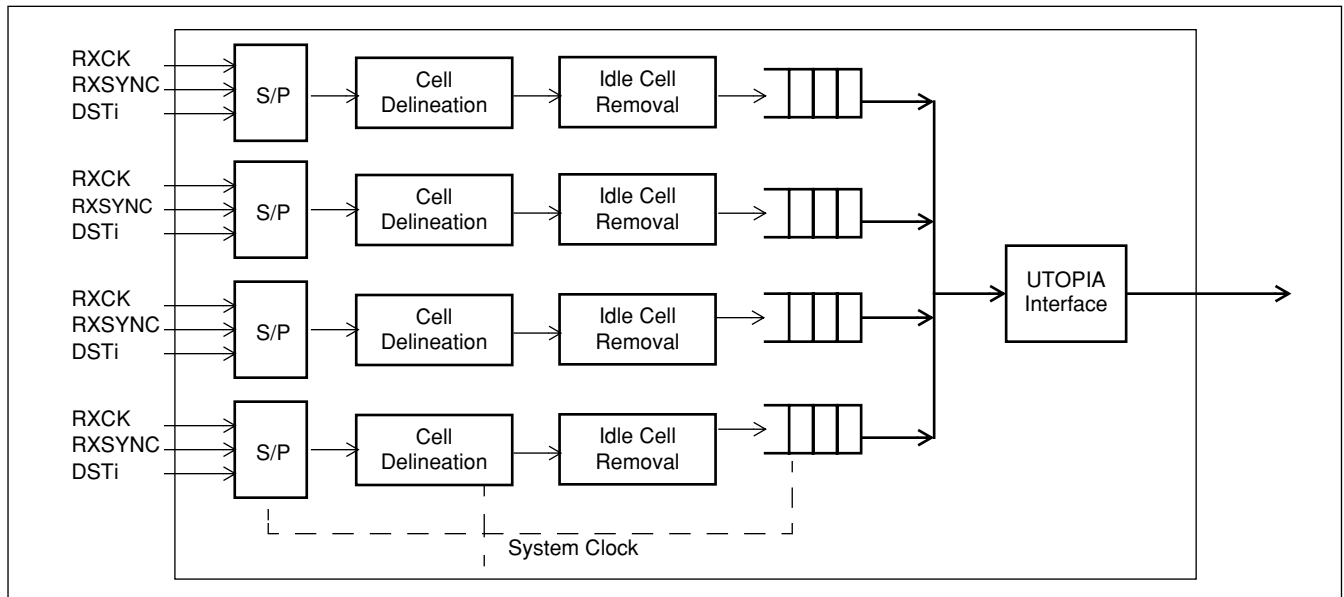 RXCK
RXSYNC
DSTi
S/P
Cell
Delineation
Idle Cell
Removal
RXCK
RXSYNC
DSTi
S/P
Cell
Delineation
Idle Cell
Removal
UTOPIA
Interface
RXCK
RXSYNC
DSTi
S/P
Cell
Delineation
Idle Cell
Removal
RXCK
RXSYNC
DSTi
S/P
Cell
Delineation
Idle Cell
Removal
System Clock